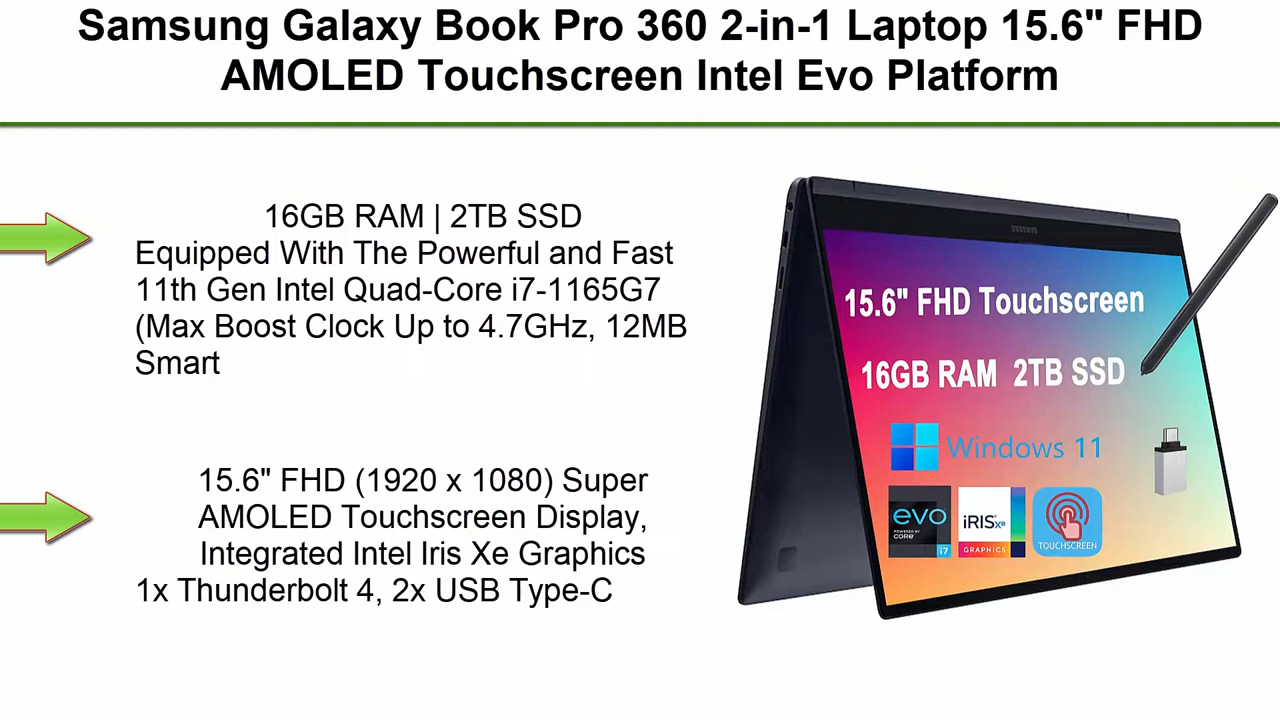 Samsung Galaxy Book Pro 360 2-in-1 Laptop 15.6" FHD
AMOLED Touchscreen Intel Evo Platform
16GB RAM | 2TB SSD
Equipped With The Powerful and Fast
11th Gen Intel Quad-Core i7-1165G7
(Max Boost Clock Up to 4.7GHz, 12MB
Smart
15.6" FHD (1920 x 1080) Super
AMOLED Touchscreen Display,
Integrated Intel Iris Xe Graphics
1x Thunderbolt 4, 2x USB Type-C
SAMSUNG
15.6" FHD Touchscreen
16GB RAM 2TB SSD
Windows 11
evo
POWERED BY
CORE
i7
iRIS xe
GRAPHICS
TOUCHSCREEN